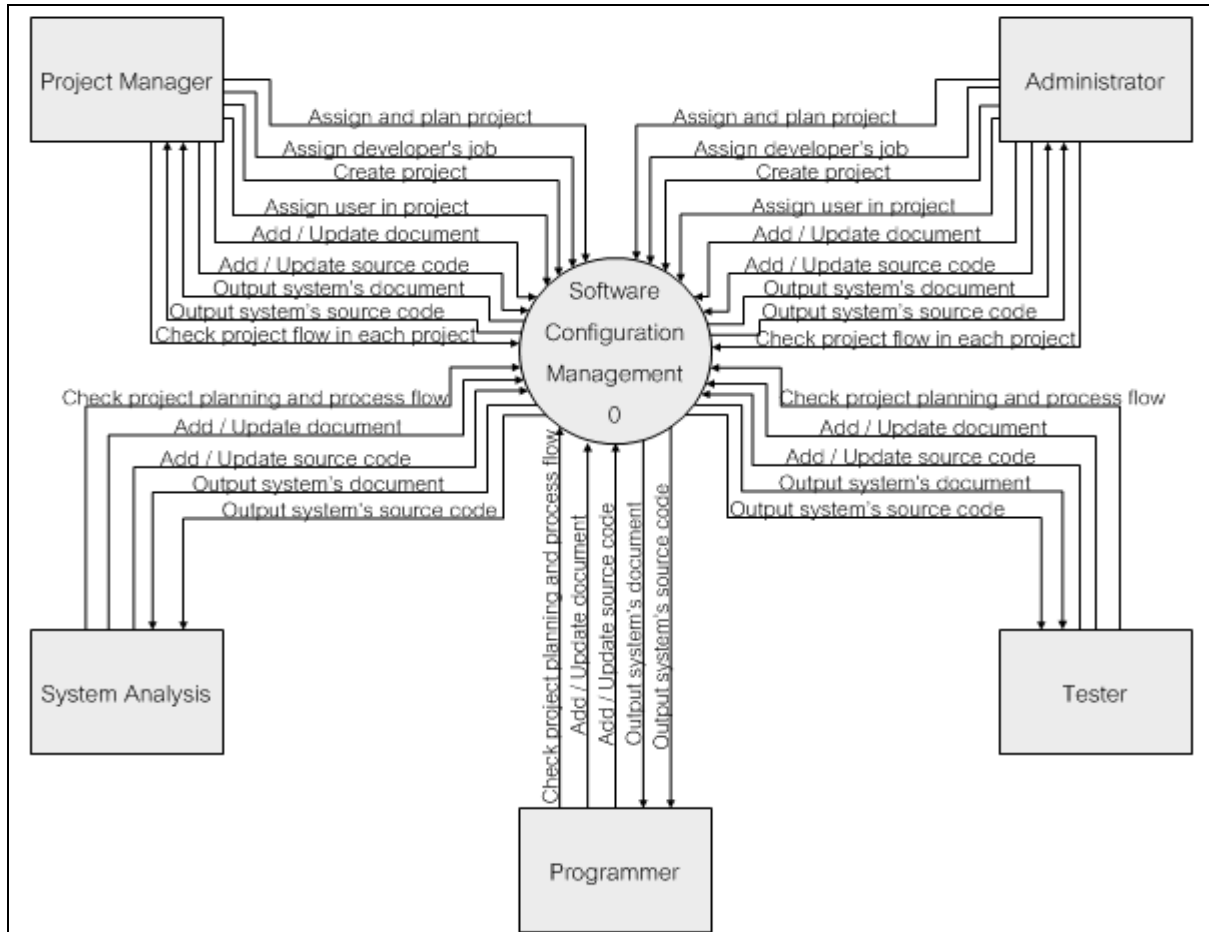 Project Manager
Administrator
Assign and plan project
Assign developer's job
Create project
Assign user in project
Add / Update document
Add / Update source code
Output system's document
Output system's source code
Check project flow in each project
Assign and plan project
Assign developer's job
Create project
Assign user in project
Add / Update document
Add / Update source code
Output system's document
Output system's source code
Check project flow in each project
Software
Configuration
Management
0
Check project planning and process flow
Add / Update document
Add / Update source code
Output system's document
Output system's source code
Check project planning and process flow
Add / Update document
Add / Update source code
Output system's document
Output system's source code
Check project planning and process flow
Add / Update document
Add / Update source code
Output system's document
Output system's source code
System Analysis
Tester
Programmer